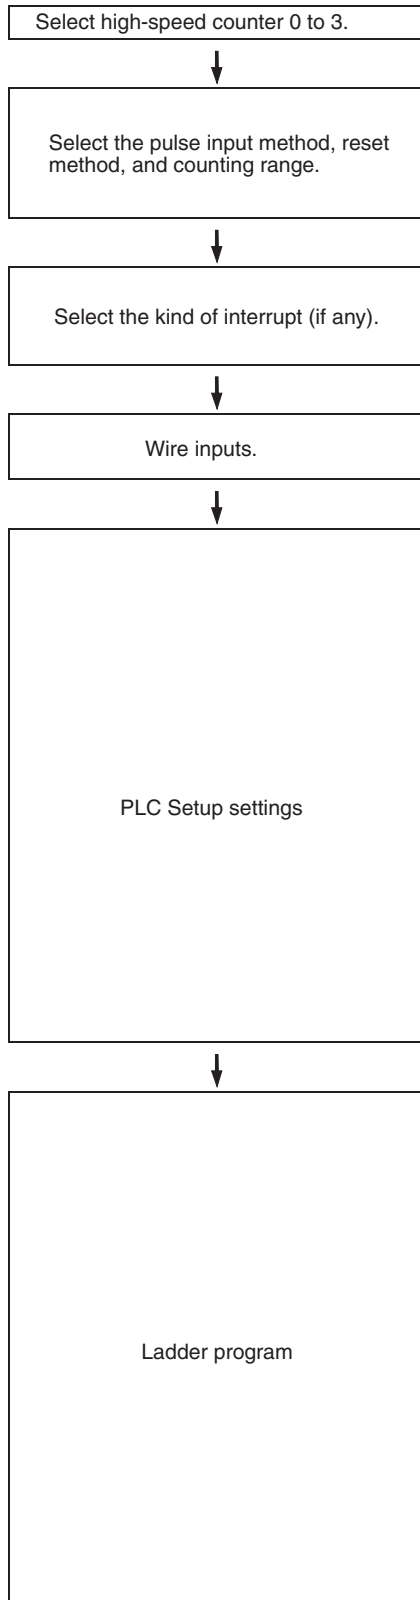 Select high-speed counter 0 to 3.
Select the pulse input method, reset
method, and counting range.
Select the kind of interrupt (if any).
Wire inputs.
PLC Setup settings
Ladder program